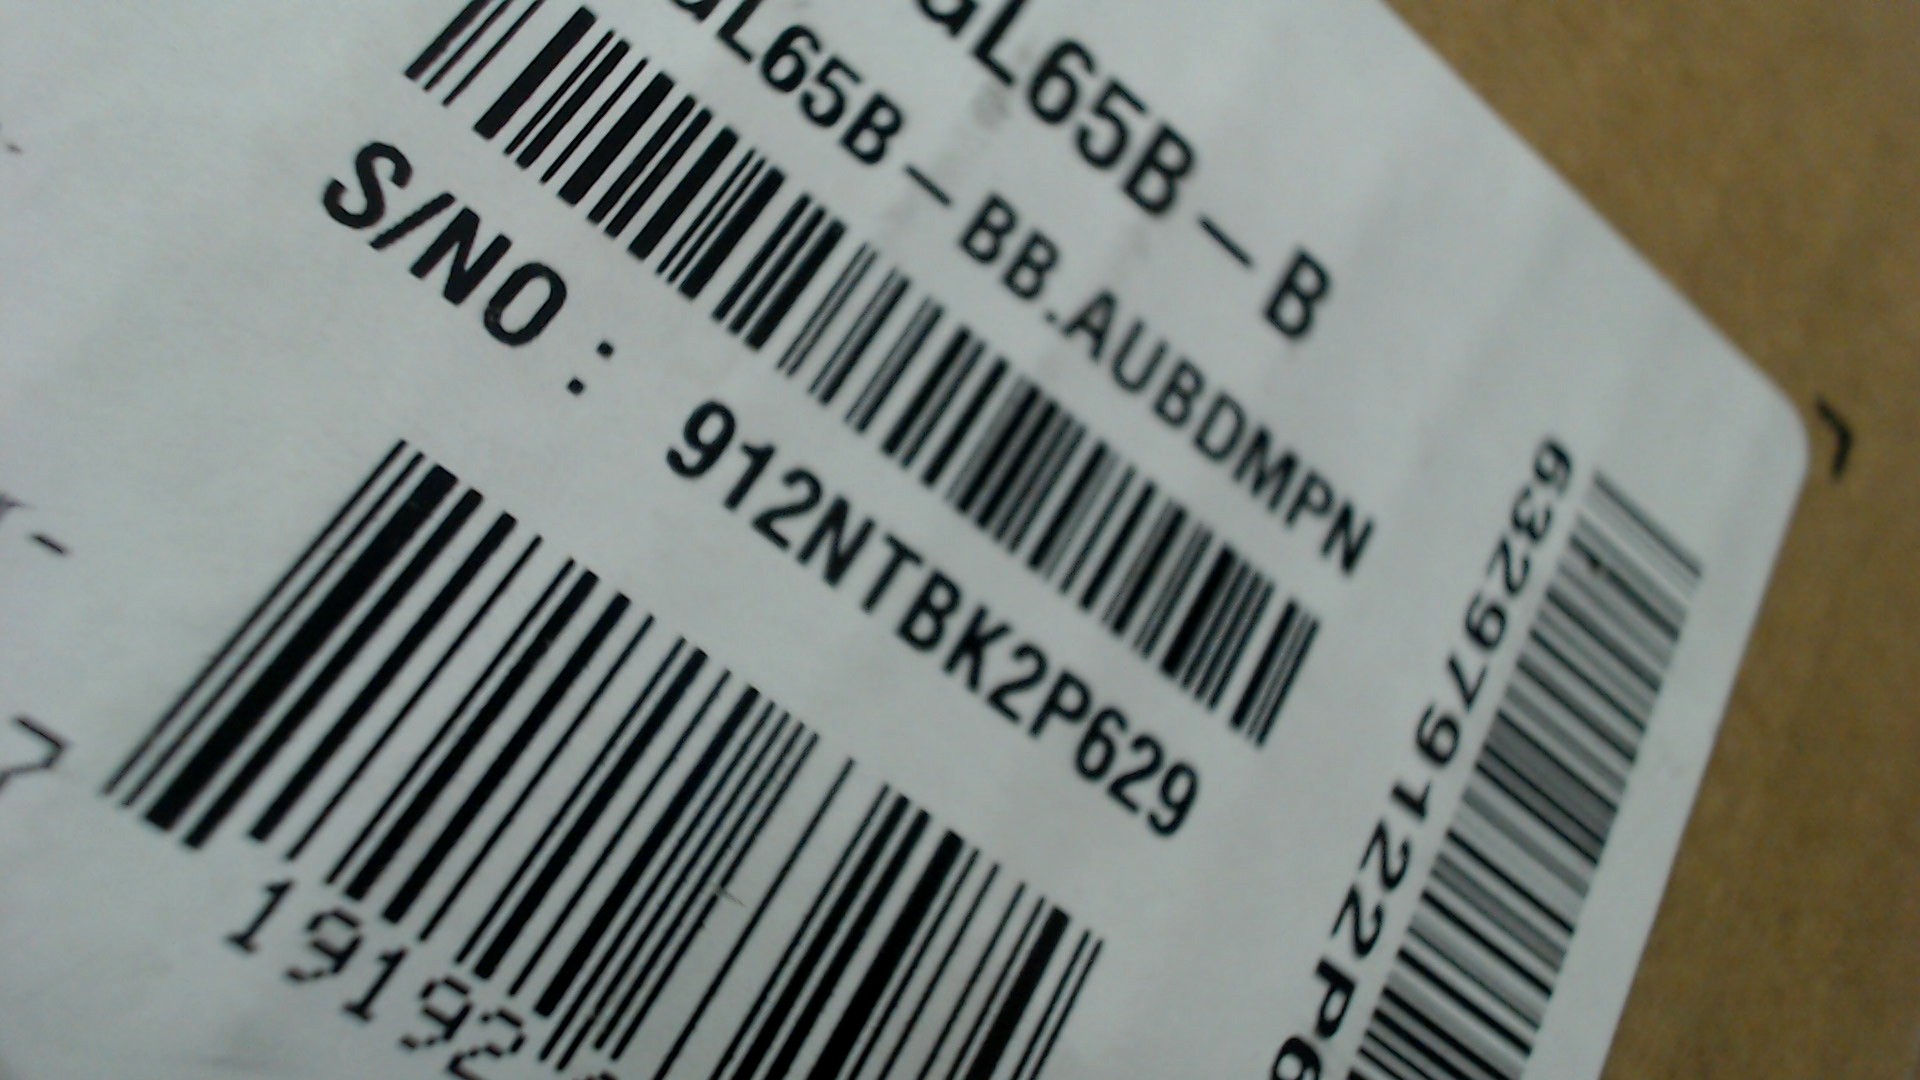 GL65B-B
GL65B-BB.AUBDMPN
S/NO : 912NTBK2P629
19192
632979122P6